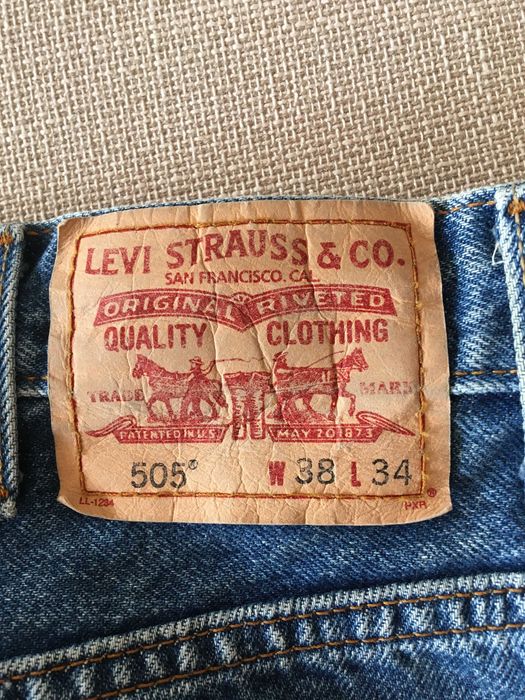 LEVI STRAUSS & CO.
SAN FRANCISCO, CAL.
ORIGINAL RIVETED
QUALITY CLOTHING
TRADE MARK
PATENTED IN U.S. MAY 20 1873
505® W 38 L 34
LL-1234 PXR®